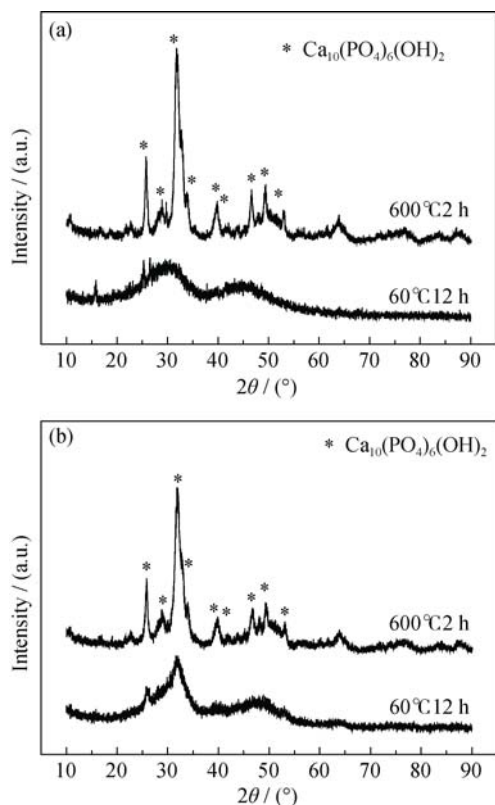 (a)
* Ca10(PO4)6(OH)2
600℃2 h
60℃12 h
Intensity / (a.u.)
10 20 30 40 50 60 70 80 90
2θ / (°)
(b)
* Ca10(PO4)6(OH)2
600℃2 h
60℃12 h
Intensity / (a.u.)
10 20 30 40 50 60 70 80 90
2θ / (°)